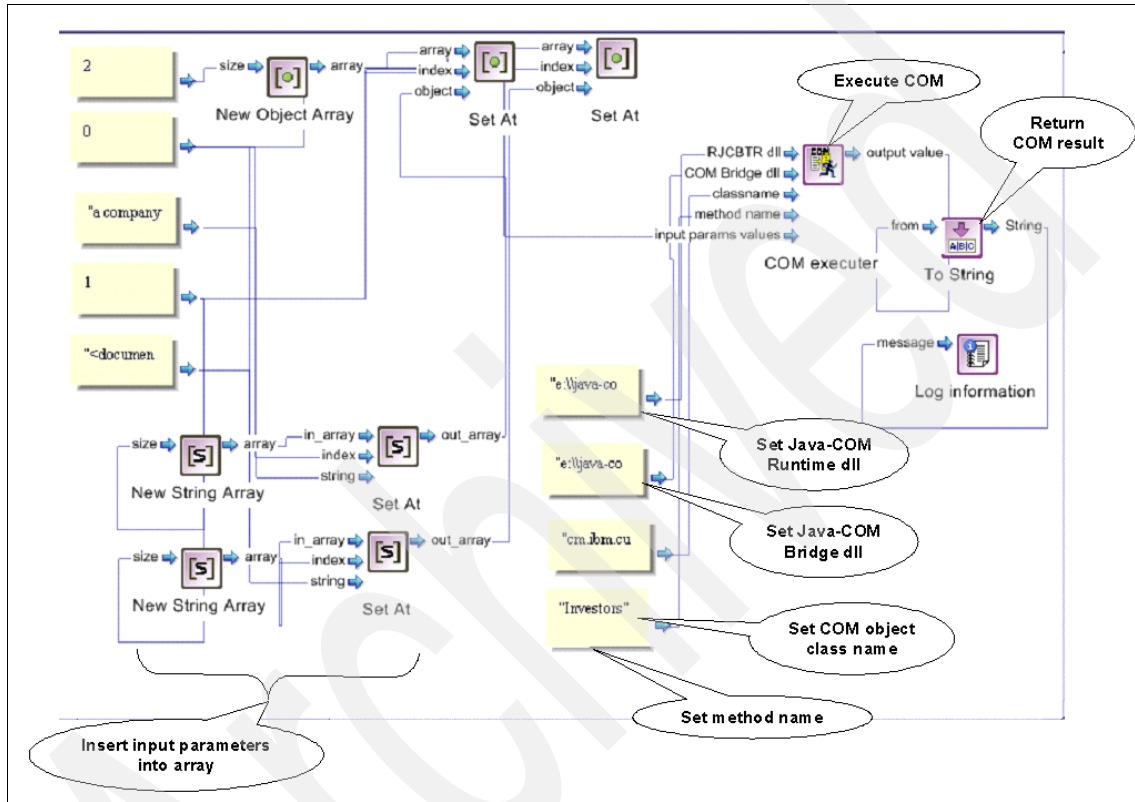 2
size
array
New Object Array
array
index
object
Set At
array
index
object
Set At
0
"a company
1
"<documen
Execute COM
Return
COM result
RJCBTR dll
COM Bridge dll
classname
method name
input params values
output value
COM executer
from
String
To String
message
Log information
size
array
New String Array
in_array
index
string
out_array
Set At
size
array
New String Array
in_array
index
string
out_array
Set At
"e:\\java-co
Set Java-COM
Runtime dll
"e:\\java-co
Set Java-COM
Bridge dll
"cm.ibm.cu
"Investors"
Set COM object
class name
Set method name
Insert input parameters
into array
Archived